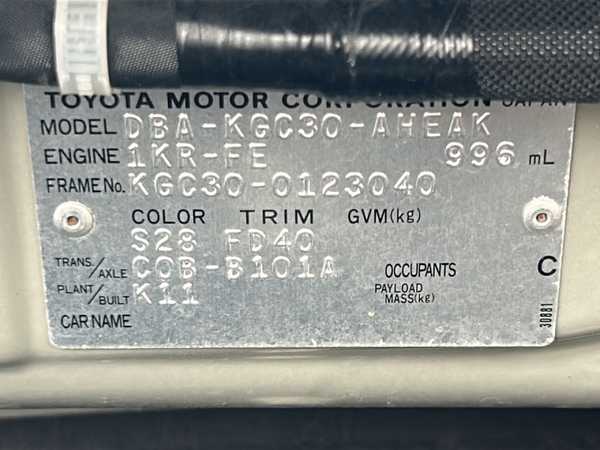 TOYOTA MOTOR CORPORATION JAPAN
MODEL DBA-KGC30-AHEAK
ENGINE 1KR-FE 996 mL
FRAME No. KGC30-0123040
COLOR TRIM GVM(kg)
S28 FD40
TRANS./AXLE COB-B101A OCCUPANTS C
PLANT/BUILT K11 PAYLOAD MASS(kg)
CAR NAME
30881